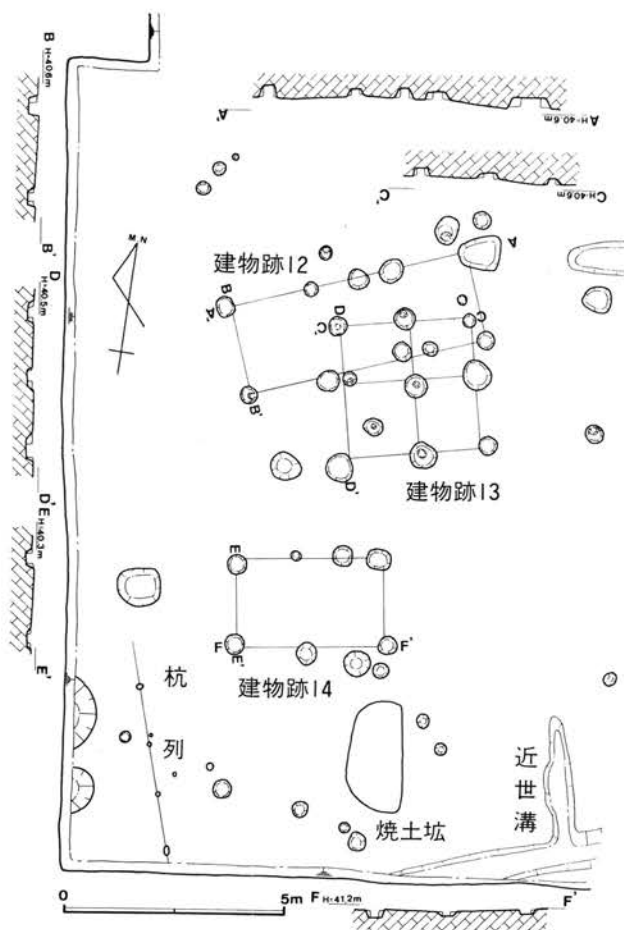 B
H=40.6m
A'
H=40.6m
A
C'
H=40.6m
C
B'
D
H=40.5m
M N
建物跡12
A
B
A'
D
C'
B'
D'
建物跡13
D'
E
H=40.3m
E
F
E'
F'
建物跡14
E'
杭列
焼土坑
近世溝
0
5m
F
H=41.2m
F'